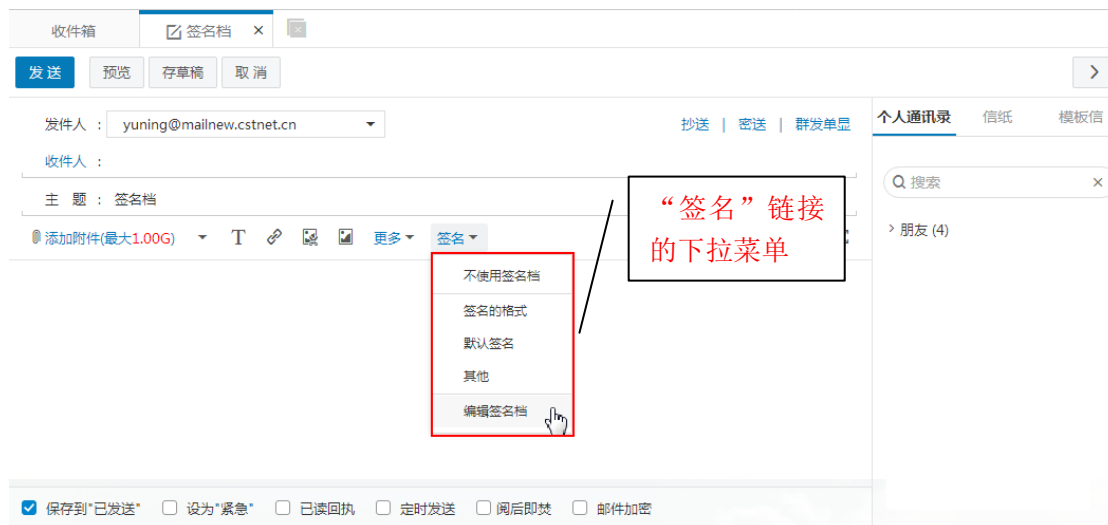 收件箱 签名档 ×
发送 预览 存草稿 取消 >
发件人 : yuning@mailnew.cstnet.cn 抄送 | 密送 | 群发单显
个人通讯录 信纸 模板信
收件人 :
搜索 ×
主 题 : 签名档
“签名”链接
的下拉菜单
添加附件(最大1.00G) T 更多 签名
> 朋友 (4)
不使用签名档
签名的格式
默认签名
其他
编辑签名档
保存到"已发送" 设为"紧急" 已读回执 定时发送 阅后即焚 邮件加密